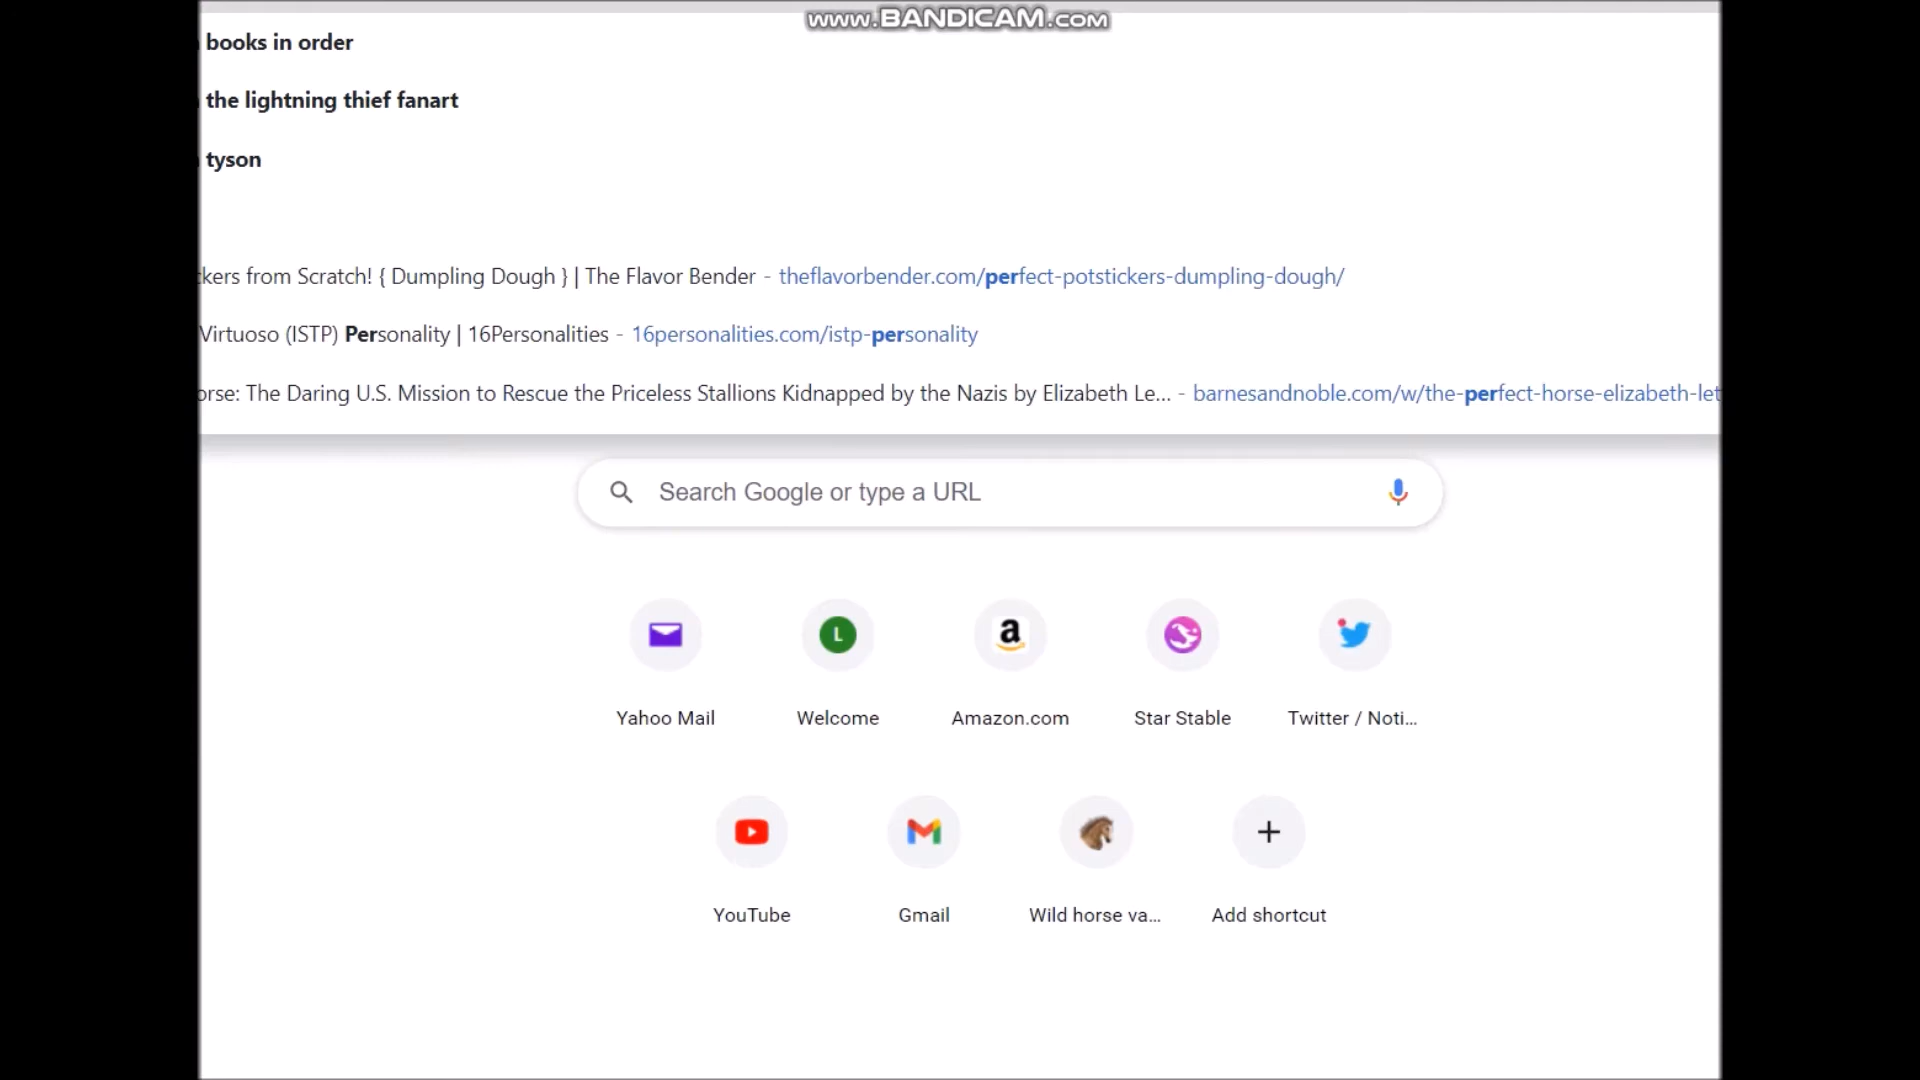 www.BANDICAM.com
books in order
the lightning thief fanart
tyson
from Scratch! { Dumpling Dough } | The Flavor Bender - theflavorbender.com/perfect-potstickers-dumpling-dough/
Virtuoso (ISTP) Personality | 16Personalities - 16personalities.com/istp-personality
The Daring U.S. Mission to Rescue the Priceless Stallions Kidnapped by the Nazis by Elizabeth Le... - barnesandnoble.com/w/the-perfect-horse-elizabeth-let
Search Google or type a URL
L
a
Yahoo Mail
Welcome
Amazon.com
Star Stable
Twitter / Noti...
YouTube
Gmail
Wild horse va...
Add shortcut